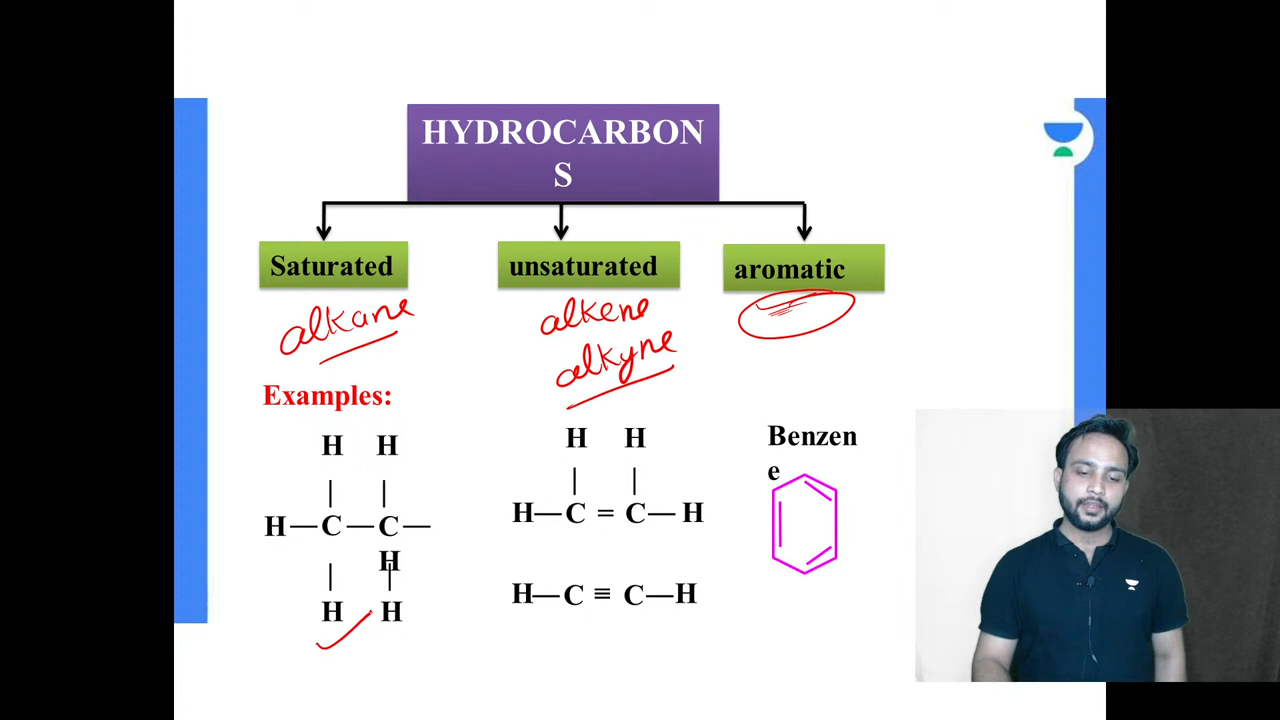 HYDROCARBON
S
Saturated
unsaturated
aromatic
alkane
alkene
alkyne
Examples:
Benzen
e
H H
H—C—C—
H
H H
H H
H—C = C—H
H—C ≡ C—H